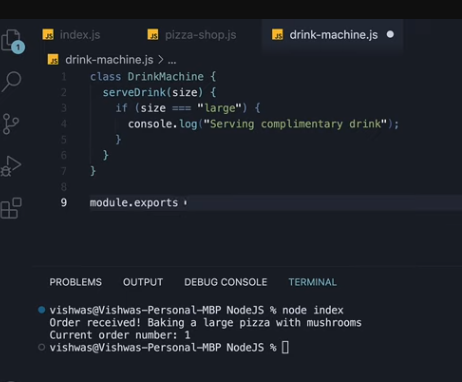 JS index.js JS pizza-shop.js JS drink-machine.js ●
1
JS drink-machine.js > ...
1 class DrinkMachine {
2 serveDrink(size) {
3 if (size === "large") {
4 console.log("Serving complimentary drink");
5 }
6 }
7 }
8
9 module.exports
PROBLEMS OUTPUT DEBUG CONSOLE TERMINAL
vishwas@Vishwas-Personal-MBP NodeJS % node index
Order received! Baking a large pizza with mushrooms
Current order number: 1
vishwas@Vishwas-Personal-MBP NodeJS %